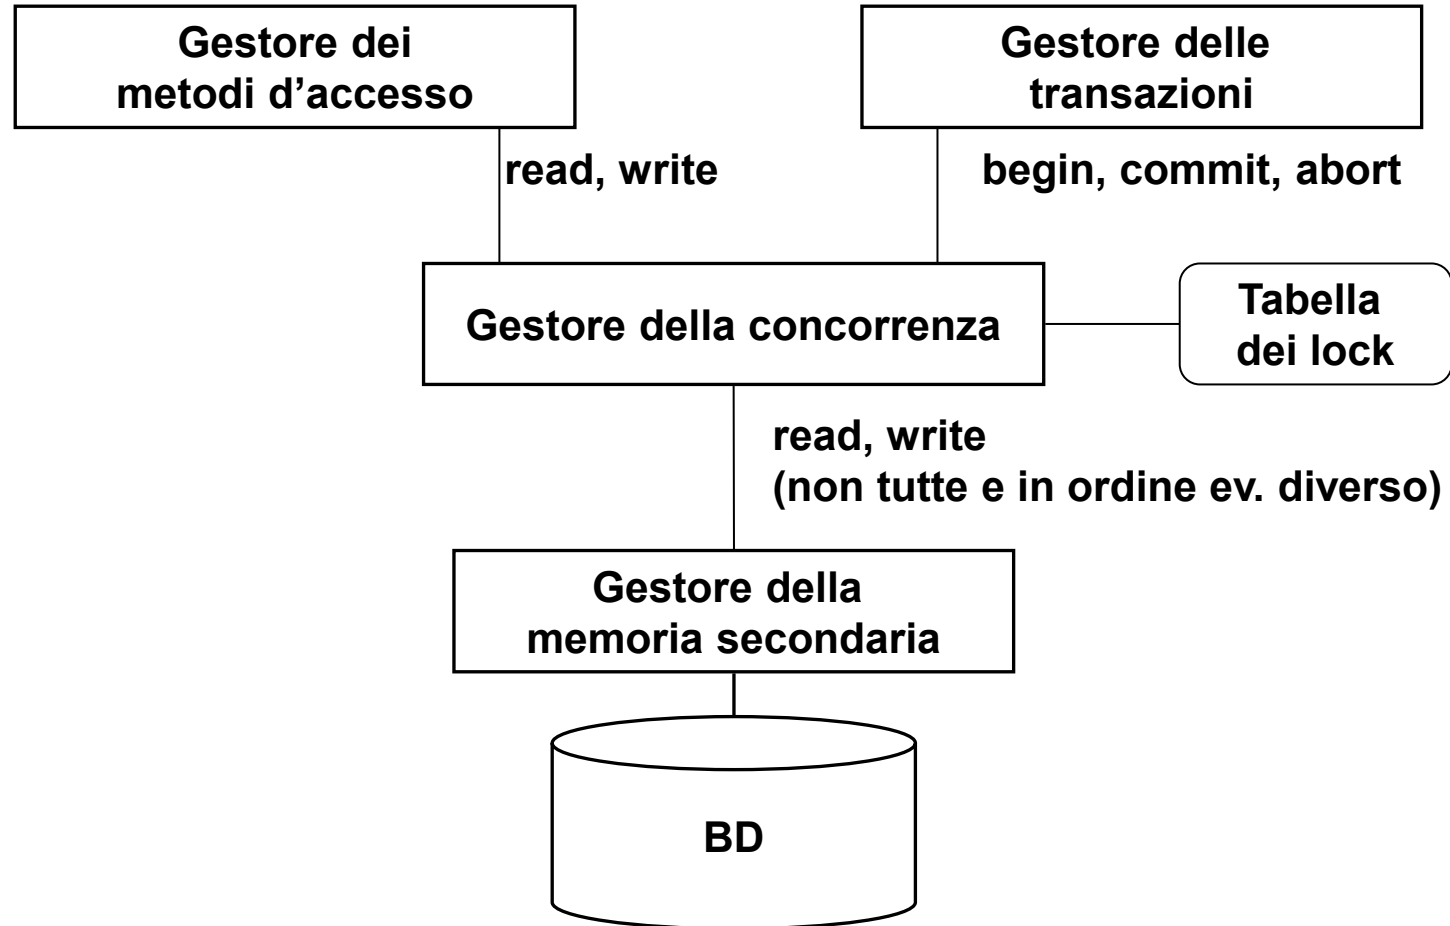 Gestore dei
metodi d’accesso
Gestore delle
transazioni
read, write
begin, commit, abort
Gestore della concorrenza
Tabella
dei lock
read, write
(non tutte e in ordine ev. diverso)
Gestore della
memoria secondaria
BD